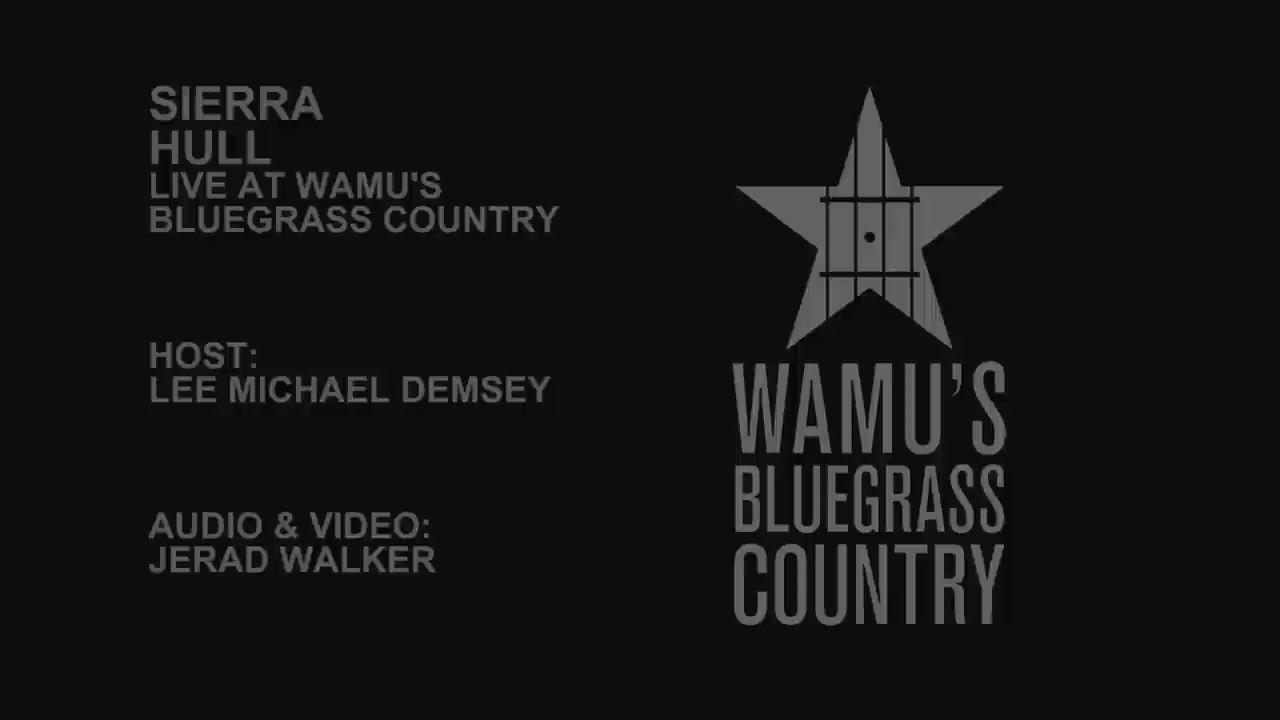 SIERRA
HULL
LIVE AT WAMU'S
BLUEGRASS COUNTRY
HOST:
LEE MICHAEL DEMSEY
AUDIO & VIDEO:
JERAD WALKER
WAMU'S
BLUEGRASS
COUNTRY